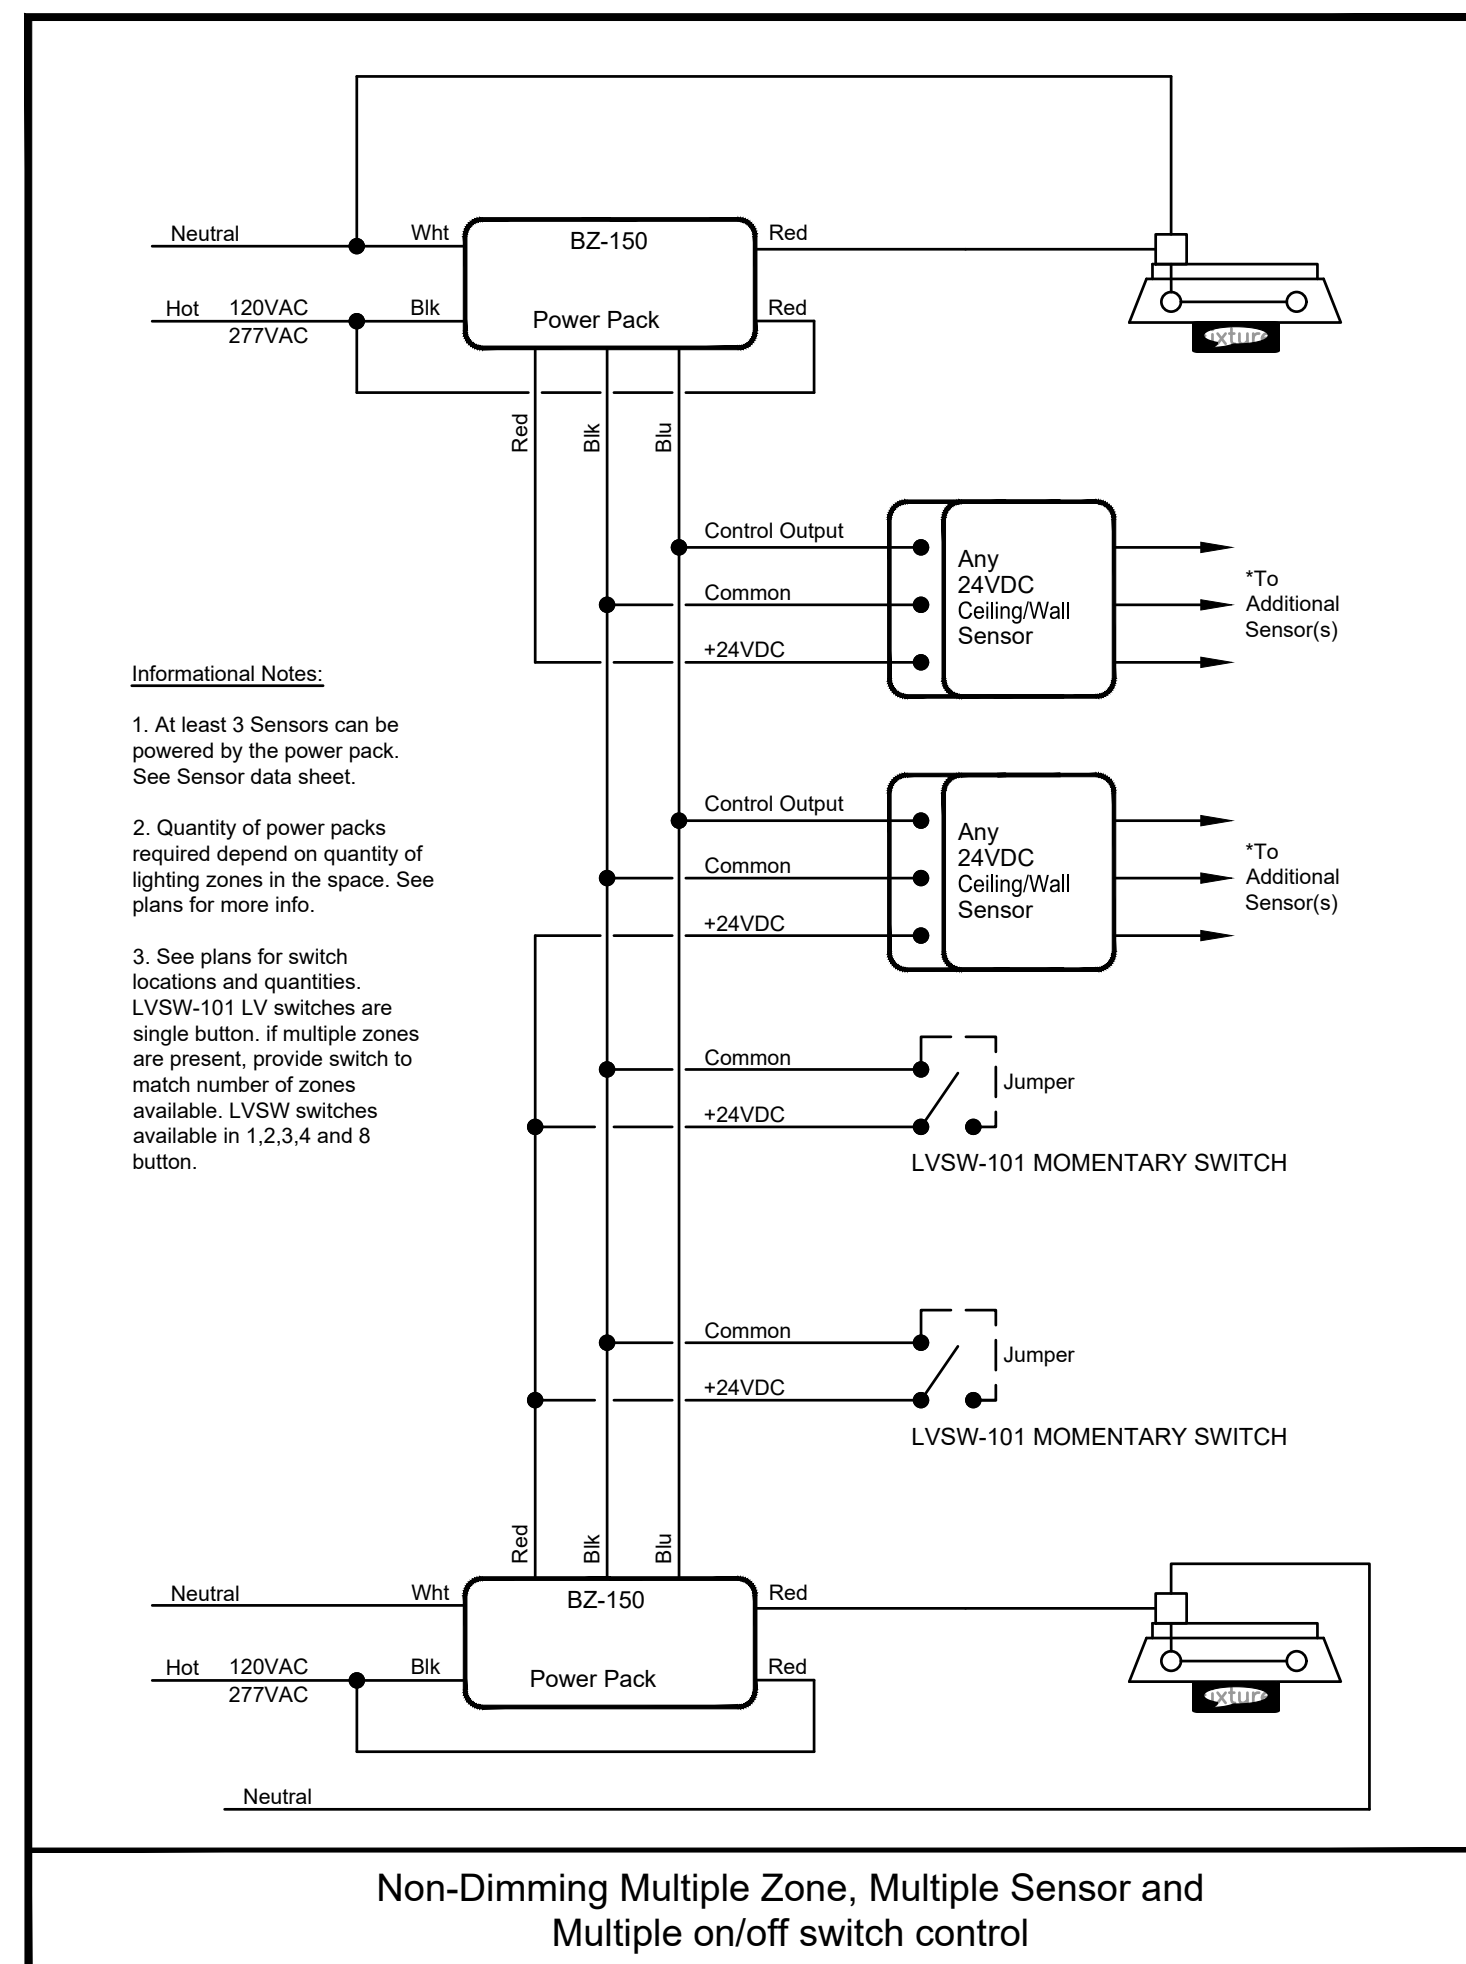 Neutral
Wht
BZ-150
Red
Hot
120VAC
277VAC
Blk
Power Pack
Red
Red
Blk
Blu
Control Output
Common
+24VDC
Any
24VDC
Ceiling/Wall
Sensor
*To
Additional
Sensor(s)
Informational Notes:
1. At least 3 Sensors can be
powered by the power pack.
See Sensor data sheet.
2. Quantity of power packs
required depend on quantity of
lighting zones in the space. See
plans for more info.
3. See plans for switch
locations and quantities.
LVSW-101 LV switches are
single button. if multiple zones
are present, provide switch to
match number of zones
available. LVSW switches
available in 1,2,3,4 and 8
button.
Control Output
Common
+24VDC
Any
24VDC
Ceiling/Wall
Sensor
*To
Additional
Sensor(s)
Common
+24VDC
Jumper
LVSW-101 MOMENTARY SWITCH
Common
+24VDC
Jumper
LVSW-101 MOMENTARY SWITCH
Red
Blk
Blu
Neutral
Wht
BZ-150
Red
Hot
120VAC
277VAC
Blk
Power Pack
Red
Neutral
Non-Dimming Multiple Zone, Multiple Sensor and
Multiple on/off switch control